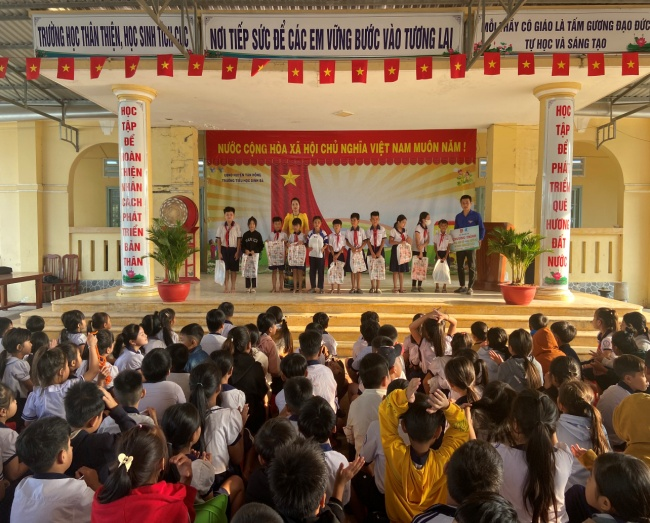 TRƯỜNG HỌC THÂN THIỆN, HỌC SINH TÍCH CỰC
NƠI TIẾP SỨC ĐỂ CÁC EM VỮNG BƯỚC VÀO TƯƠNG LAI
MỖI THẦY CÔ GIÁO LÀ TẤM GƯƠNG ĐẠO ĐỨC
TỰ HỌC VÀ SÁNG TẠO
NƯỚC CỘNG HÒA XÃ HỘI CHỦ NGHĨA VIỆT NAM MUÔN NĂM !
HỌC
TẬP
ĐỂ
HOÀN
THIỆN
NHÂN
CÁCH
PHÁT
TRIỂN
BẢN THÂN
HỌC
TẬP
ĐỂ
PHÁT
TRIỂN
QUÊ
HƯƠNG
ĐẤT
NƯỚC